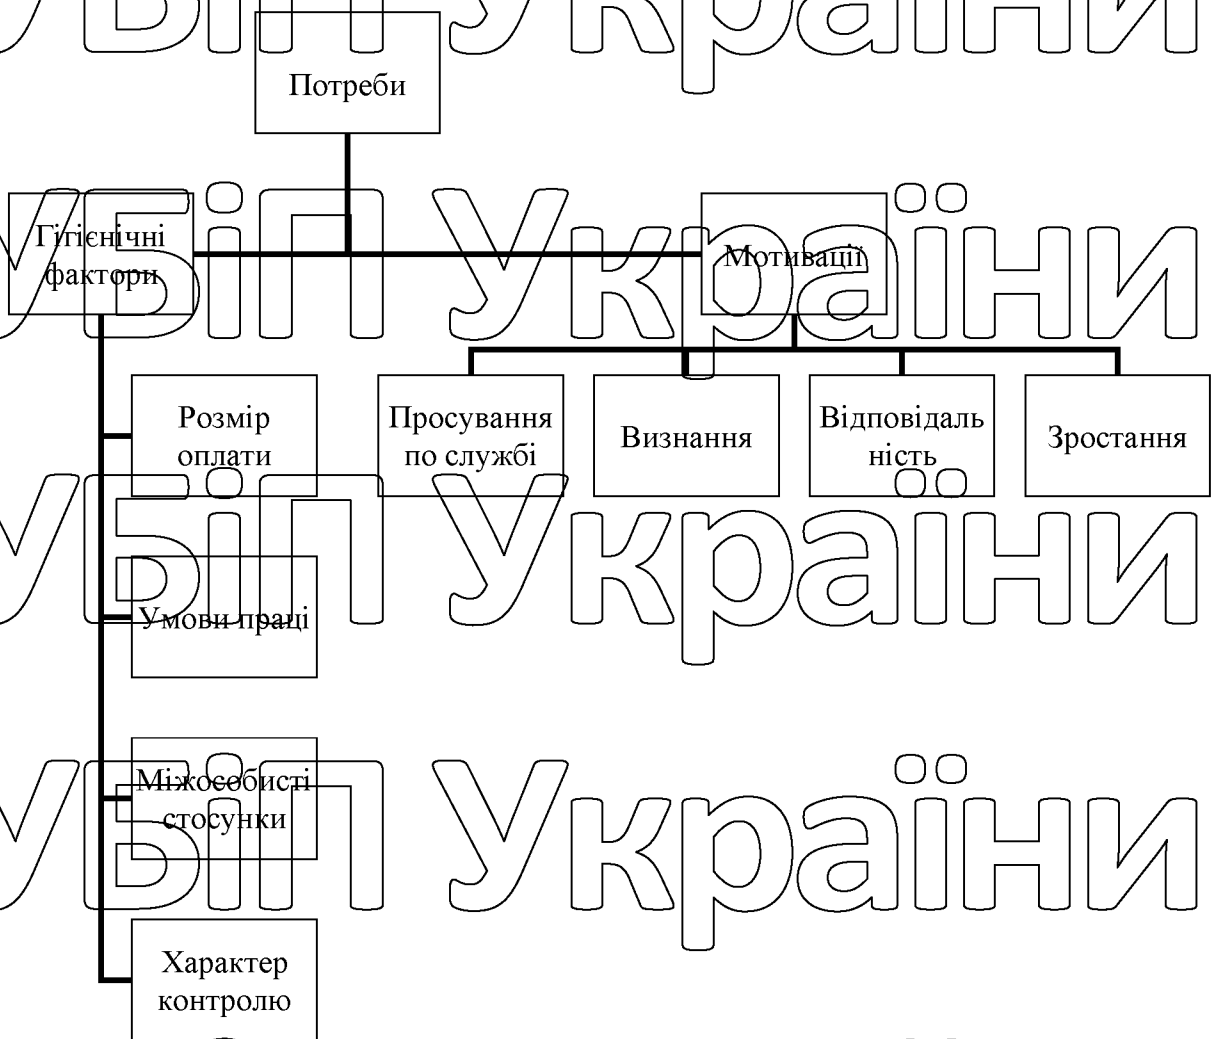 УБіП України
Потреби
УБіП України
Гігієнічні
фактори
Мотивації
Розмір
оплати
Просування
по службі
Визнання
Відповідаль
ність
Зростання
УБіП України
Умови праці
УБіП України
Міжособисті
стосунки
Характер
контролю